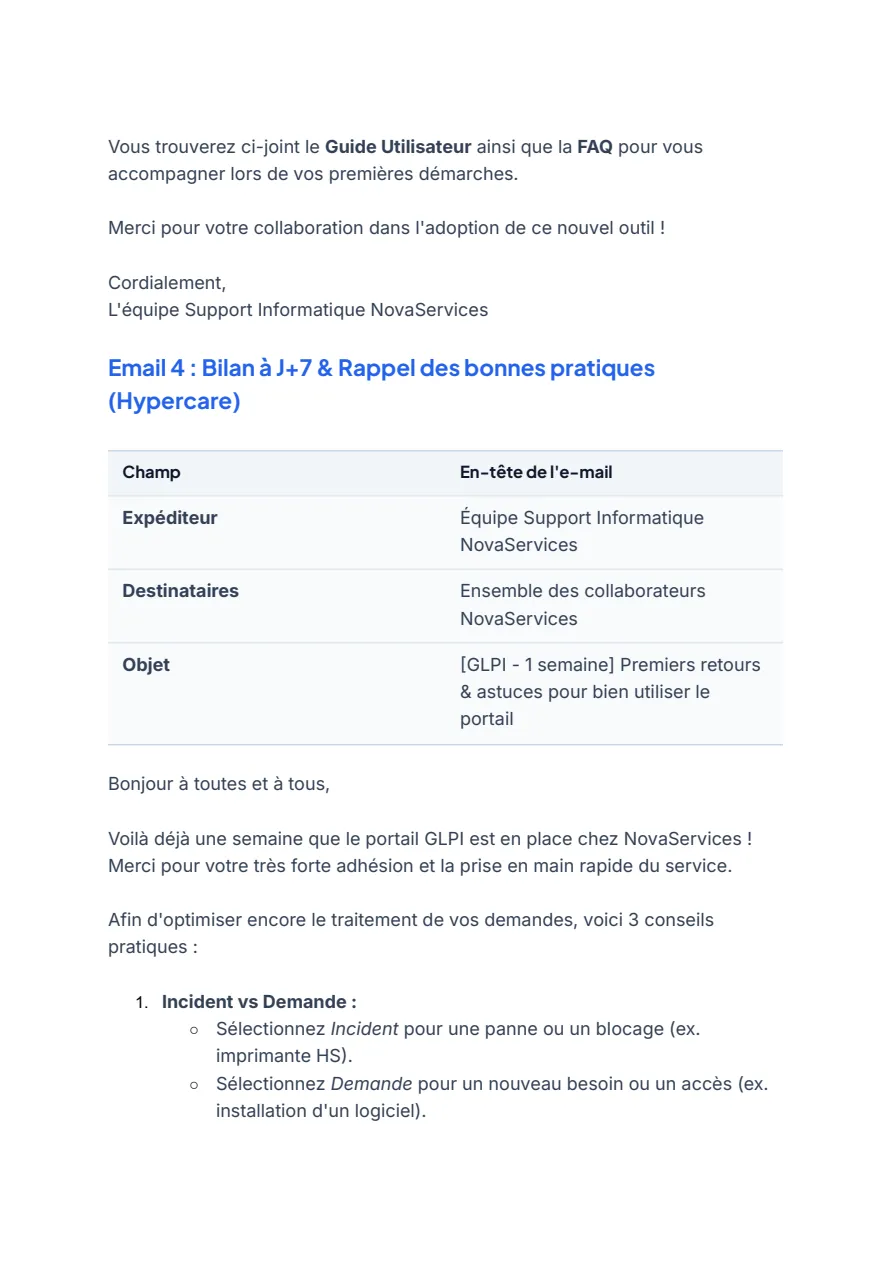 Vous trouverez ci-joint le Guide Utilisateur ainsi que la FAQ pour vous
accompagner lors de vos premières démarches.
Merci pour votre collaboration dans l'adoption de ce nouvel outil !
Cordialement,
L'équipe Support Informatique NovaServices
Email 4 : Bilan à J+7 & Rappel des bonnes pratiques
(Hypercare)
Champ En-tête de l'e-mail
Expéditeur Équipe Support Informatique
NovaServices
Destinataires Ensemble des collaborateurs
NovaServices
Objet [GLPI - 1 semaine] Premiers retours
& astuces pour bien utiliser le
portail
Bonjour à toutes et à tous,
Voilà déjà une semaine que le portail GLPI est en place chez NovaServices !
Merci pour votre très forte adhésion et la prise en main rapide du service.
Afin d'optimiser encore le traitement de vos demandes, voici 3 conseils
pratiques :
1. Incident vs Demande :
○ Sélectionnez Incident pour une panne ou un blocage (ex.
imprimante HS).
○ Sélectionnez Demande pour un nouveau besoin ou un accès (ex.
installation d'un logiciel).